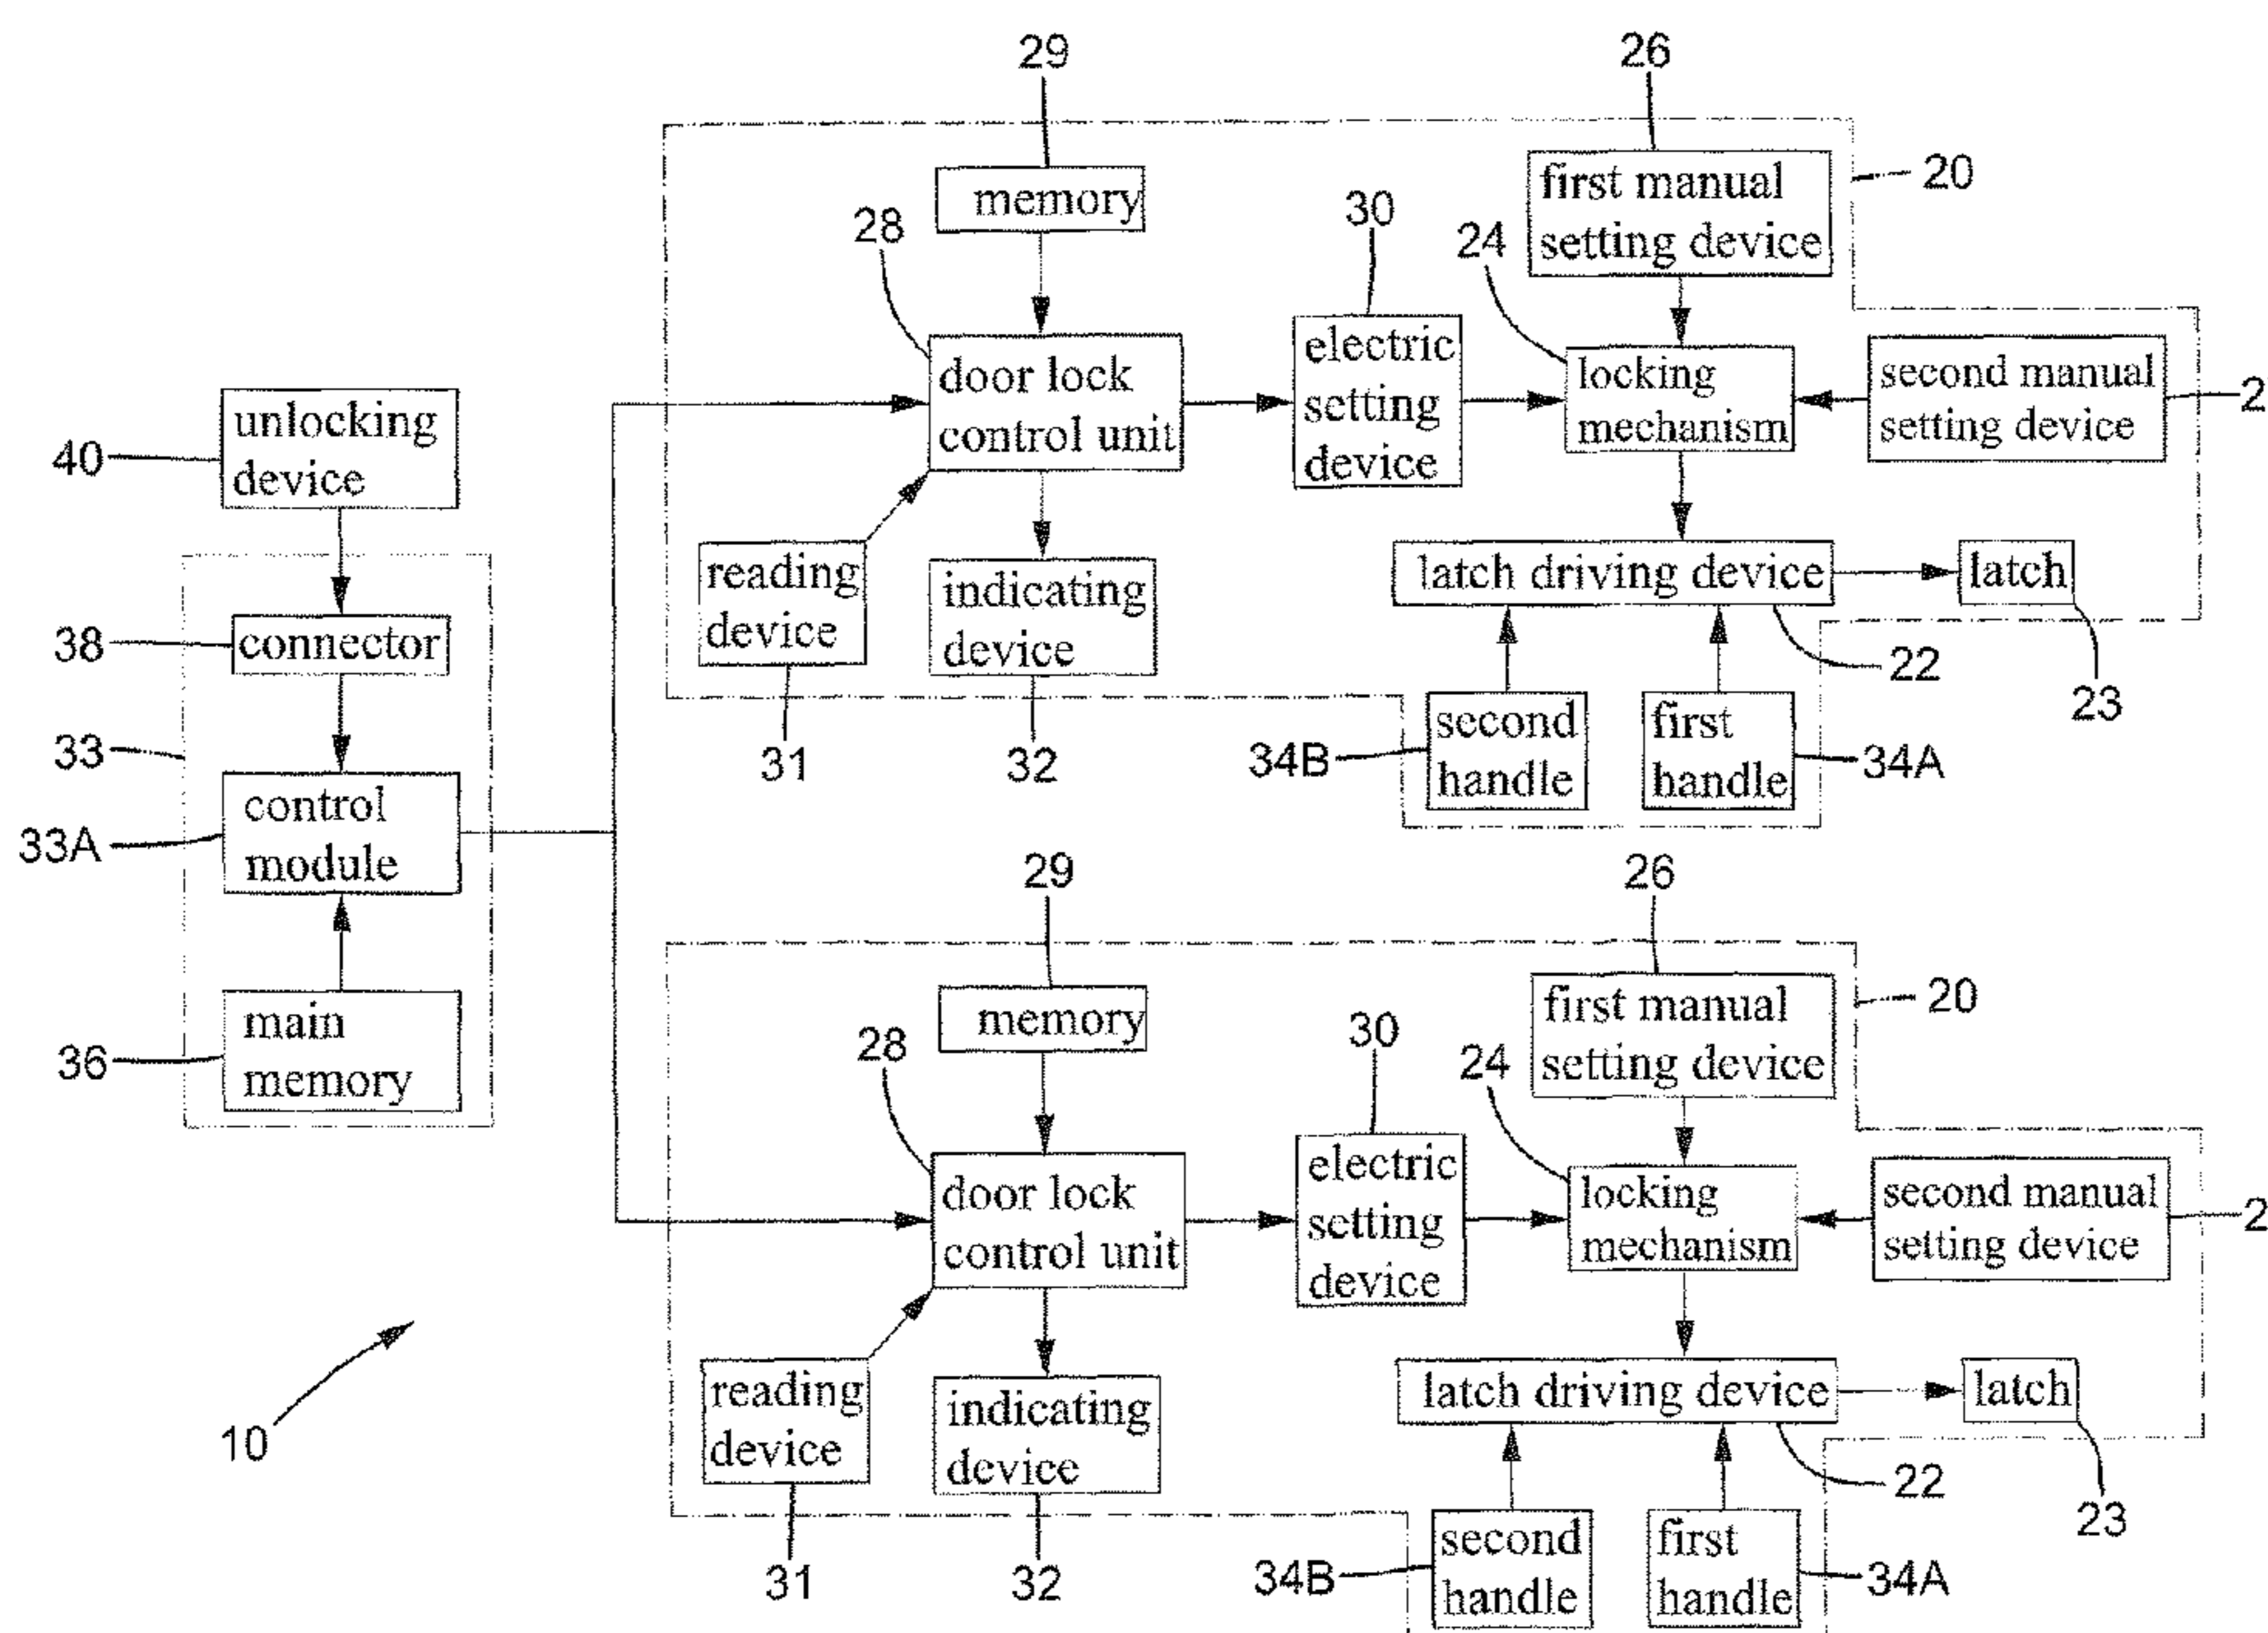 29
26
memory
first manual
setting device
20
28
30
24
door lock
control unit
electric
setting
device
locking
mechanism
second manual
setting device
2
unlocking
device
40
reading
device
indicating
device
latch driving device
latch
38
connector
22
23
33
31
32
34B
second
handle
first
handle
34A
control
module
33A
29
26
main
memory
36
memory
first manual
setting device
20
28
30
24
door lock
control unit
electric
setting
device
locking
mechanism
second manual
setting device
2
reading
device
indicating
device
latch driving device
latch
10
22
23
31
32
34B
second
handle
first
handle
34A